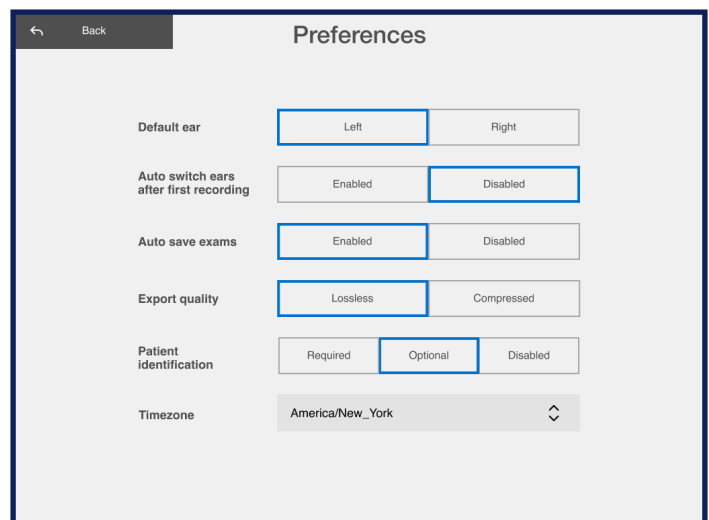 Back
Preferences
Default ear
Left
Right
Auto switch ears
after first recording
Enabled
Disabled
Auto save exams
Enabled
Disabled
Export quality
Lossless
Compressed
Patient
identification
Required
Optional
Disabled
Timezone
America/New_York